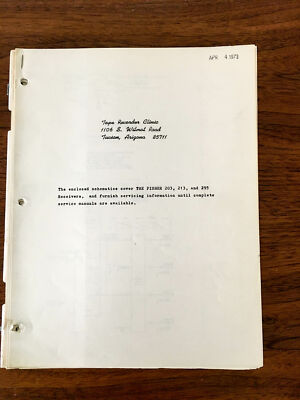 APR 4 1973
Tape Recorder Clinic
1106 S. Wilmot Road
Tucson, Arizona 85711
The enclosed schematics cover THE FISHER 203, 213, and 295
Receivers, and furnish servicing information until complete
service manuals are available.